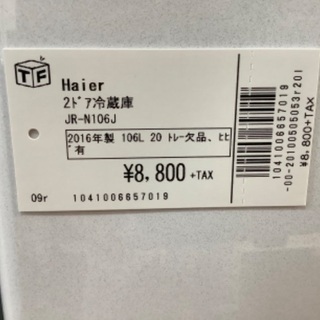 TF
Haier
2ﾄﾞｱ冷蔵庫
JR-N106J
2016年製 106L 20 ﾄﾚｰ欠品、ﾋﾋﾞ
有
¥8,800 +TAX
09r
1041006657019
1041006657019
-00-20100505053r201
¥8,800+TAX